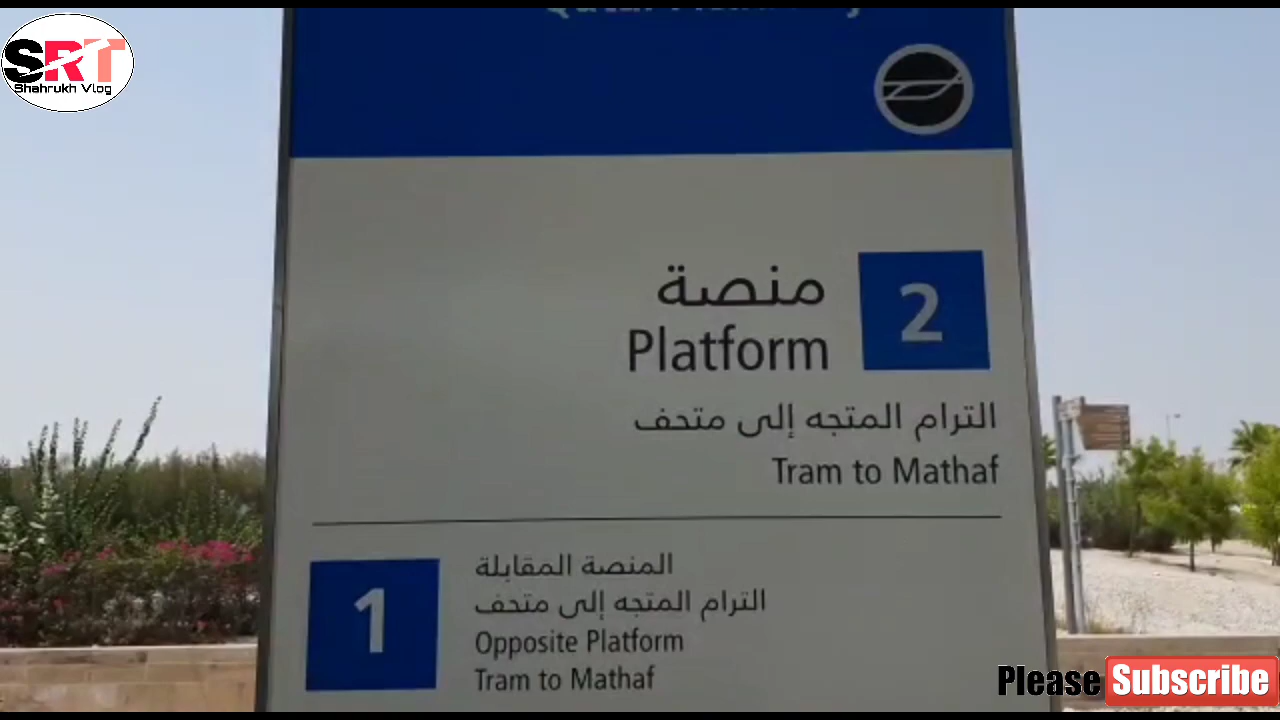 SRT
Shahrukh Vlog
منصة
Platform
2
الترام المتجه إلى متحف
Tram to Mathaf
1
المنصة المقابلة
الترام المتجه إلى متحف
Opposite Platform
Tram to Mathaf
Please Subscribe